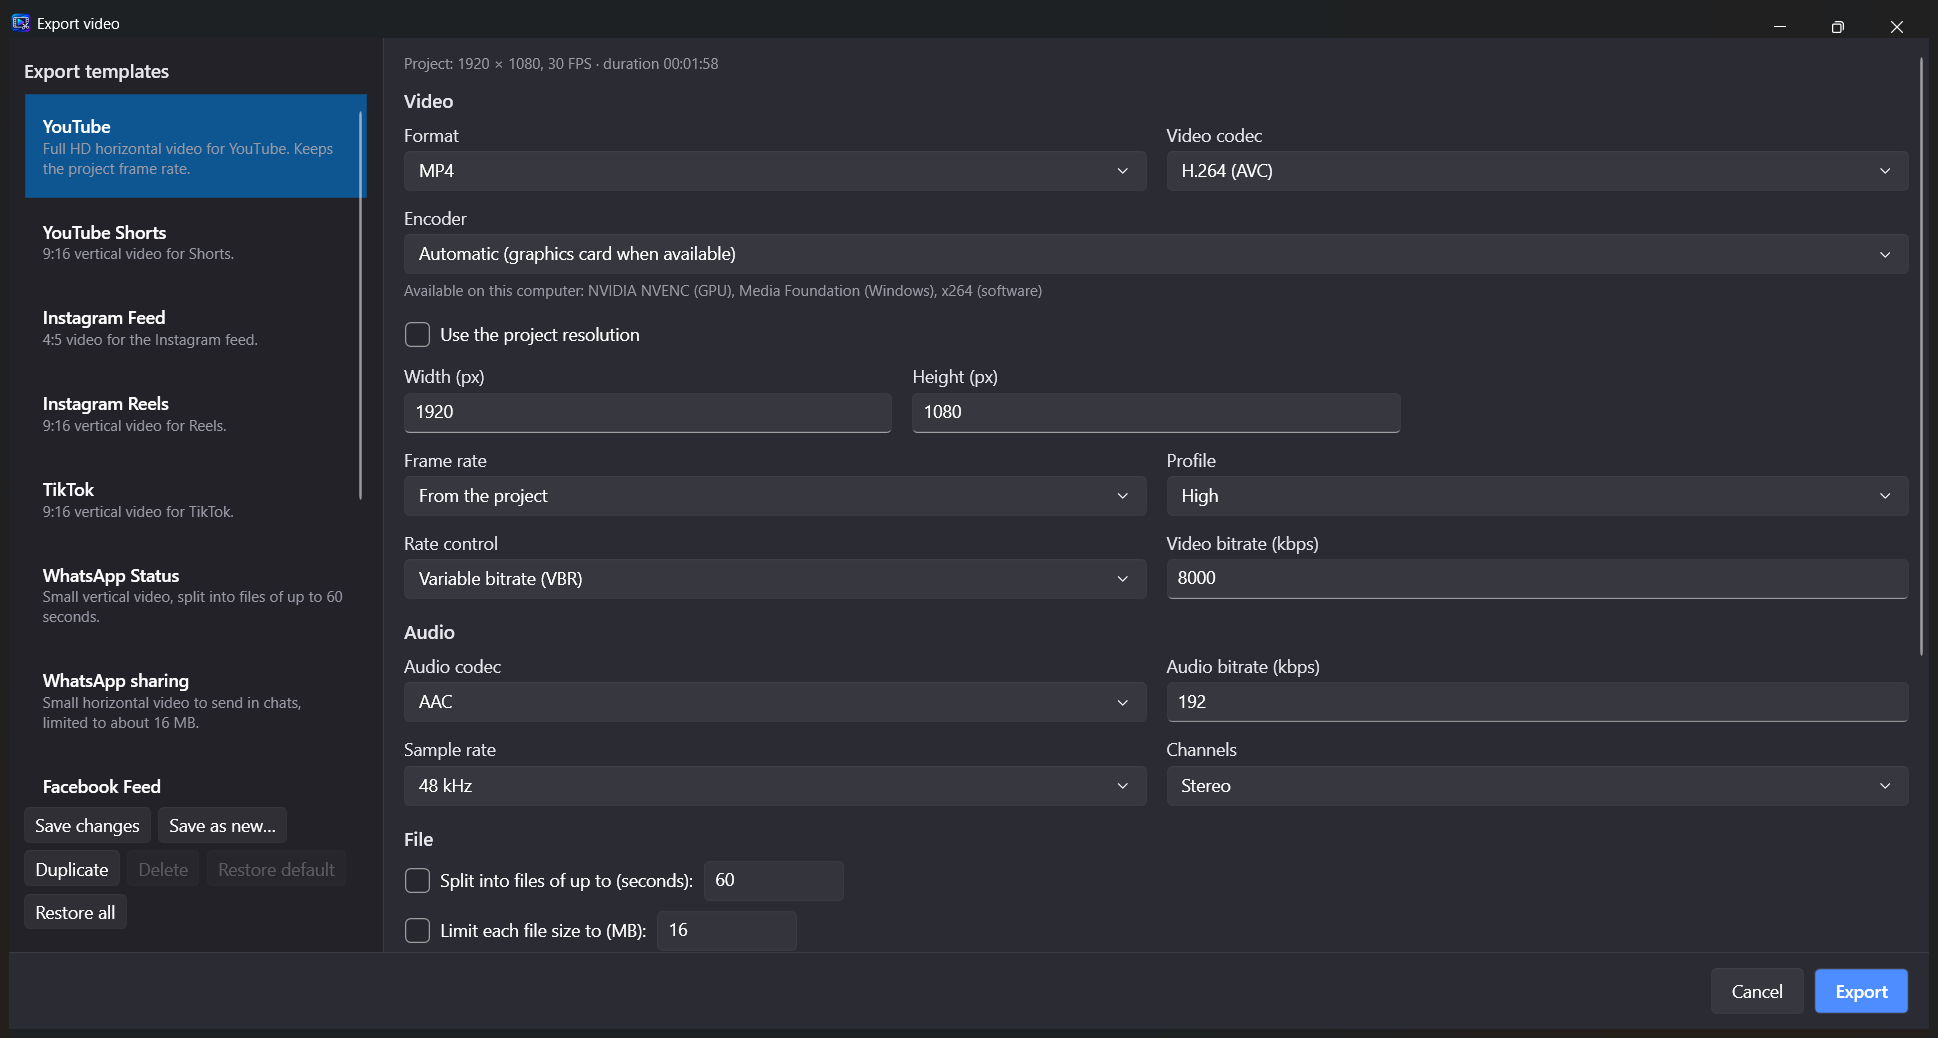 Export video
Export templates
YouTube
Full HD horizontal video for YouTube. Keeps
the project frame rate.
YouTube Shorts
9:16 vertical video for Shorts.
Instagram Feed
4:5 video for the Instagram feed.
Instagram Reels
9:16 vertical video for Reels.
TikTok
9:16 vertical video for TikTok.
WhatsApp Status
Small vertical video, split into files of up to 60
seconds.
WhatsApp sharing
Small horizontal video to send in chats,
limited to about 16 MB.
Facebook Feed
Save changes
Save as new...
Duplicate
Delete
Restore default
Restore all
Project: 1920 × 1080, 30 FPS · duration 00:01:58
Video
Format
MP4
Video codec
H.264 (AVC)
Encoder
Automatic (graphics card when available)
Available on this computer: NVIDIA NVENC (GPU), Media Foundation (Windows), x264 (software)
Use the project resolution
Width (px)
1920
Height (px)
1080
Frame rate
From the project
Profile
High
Rate control
Variable bitrate (VBR)
Video bitrate (kbps)
8000
Audio
Audio codec
AAC
Audio bitrate (kbps)
192
Sample rate
48 kHz
Channels
Stereo
File
Split into files of up to (seconds):
60
Limit each file size to (MB):
16
Cancel
Export